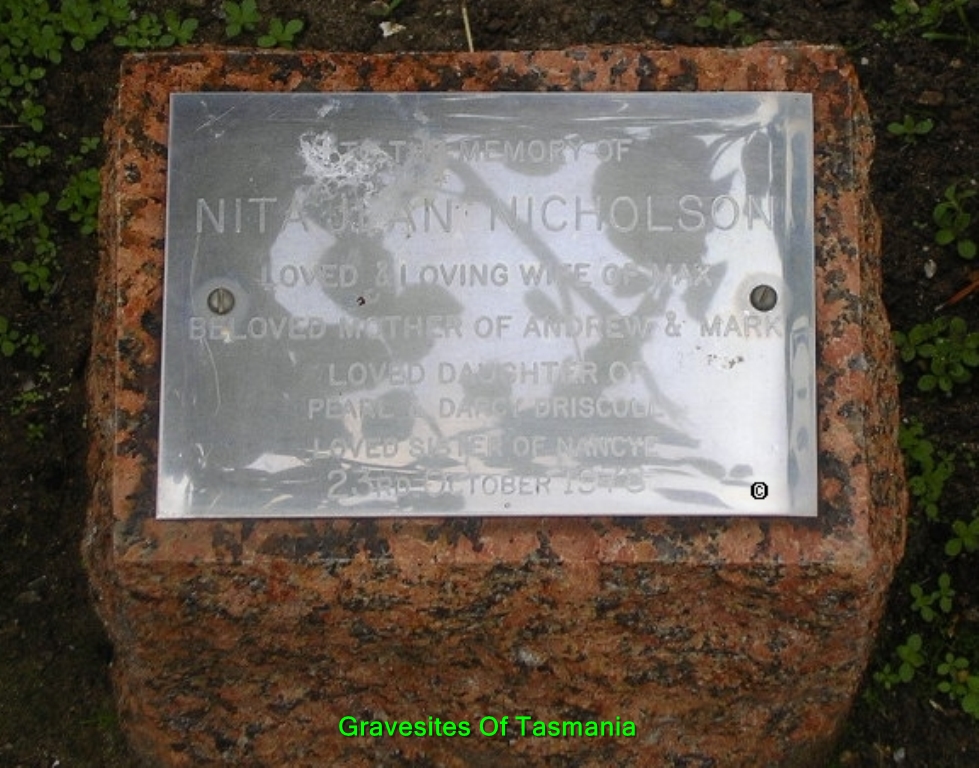 TO THE MEMORY OF
NITA JEAN NICHOLSON
LOVED & LOVING WIFE OF MAX
BELOVED MOTHER OF ANDREW & MARK
LOVED DAUGHTER OF
PEARL & DARCY DRISCOLL
LOVED SISTER OF NANCYE
23RD OCTOBER
©
Gravesites Of Tasmania